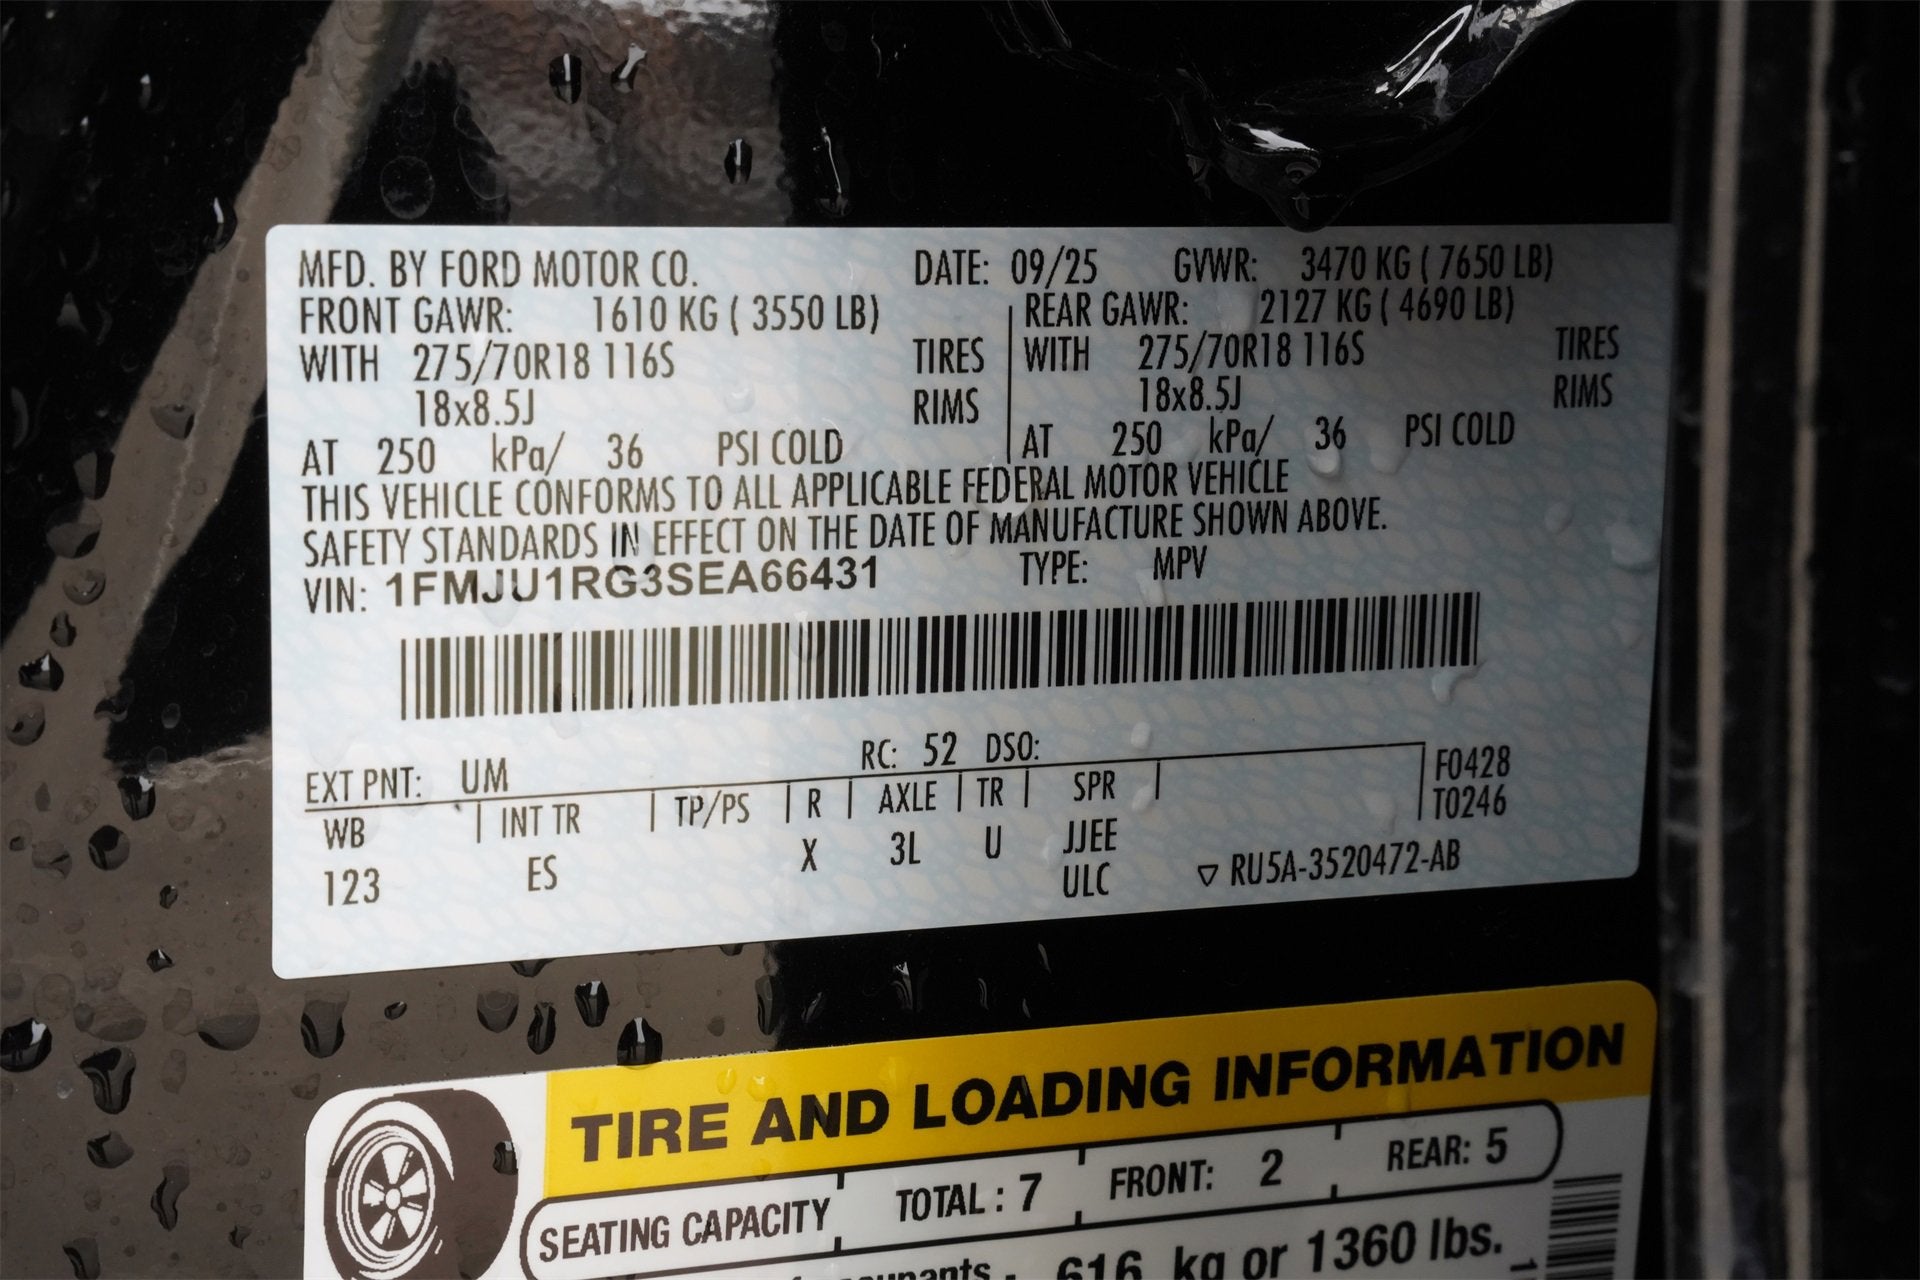 MFD. BY FORD MOTOR CO. DATE: 09/25 GVWR: 3470 KG ( 7650 LB)
FRONT GAWR: 1610 KG ( 3550 LB) REAR GAWR: 2127 KG ( 4690 LB)
WITH 275/70R18 116S TIRES WITH 275/70R18 116S TIRES
18x8.5J RIMS 18x8.5J RIMS
AT 250 kPa/ 36 PSI COLD AT 250 kPa/ 36 PSI COLD
THIS VEHICLE CONFORMS TO ALL APPLICABLE FEDERAL MOTOR VEHICLE
SAFETY STANDARDS IN EFFECT ON THE DATE OF MANUFACTURE SHOWN ABOVE.
VIN: 1FMJU1RG3SEA66431 TYPE: MPV
EXT PNT: UM RC: 52 DSO:
WB INT TR TP/PS R AXLE TR SPR F0428
T0246
123 ES X 3L U JJEE
ULC ▽ RU5A-3520472-AB
TIRE AND LOADING INFORMATION
SEATING CAPACITY TOTAL : 7 FRONT: 2 REAR: 5
616 kg or 1360 lbs.